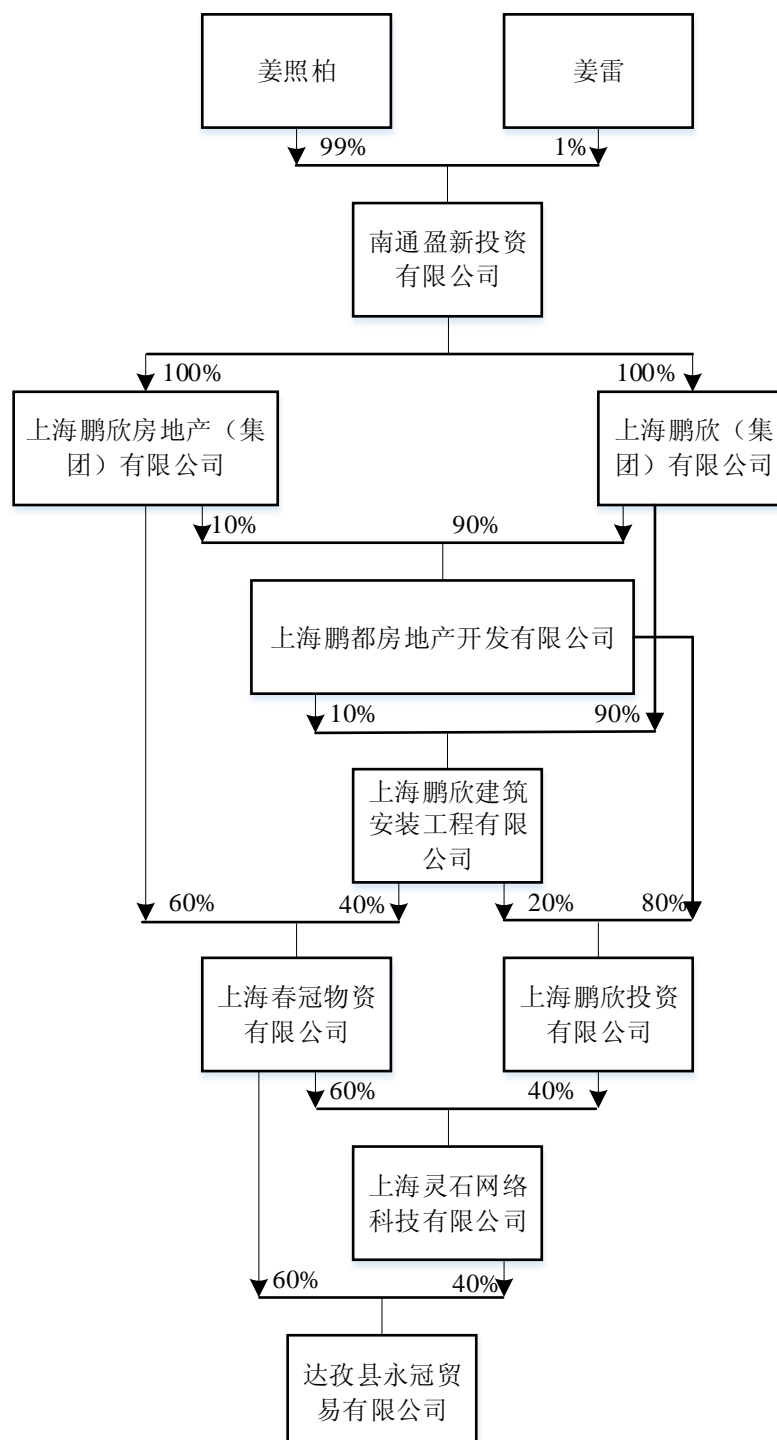 姜照柏
姜雷
99%
1%
南通盈新投资
有限公司
100%
100%
上海鹏欣房地产（集
团）有限公司
上海鹏欣（集
团）有限公司
10%
90%
上海鹏都房地产开发有限公司
10%
90%
上海鹏欣建筑
安装工程有限
公司
60%
40%
20%
80%
上海春冠物资
有限公司
上海鹏欣投资
有限公司
60%
40%
上海灵石网络
科技有限公司
60%
40%
达孜县永冠贸
易有限公司